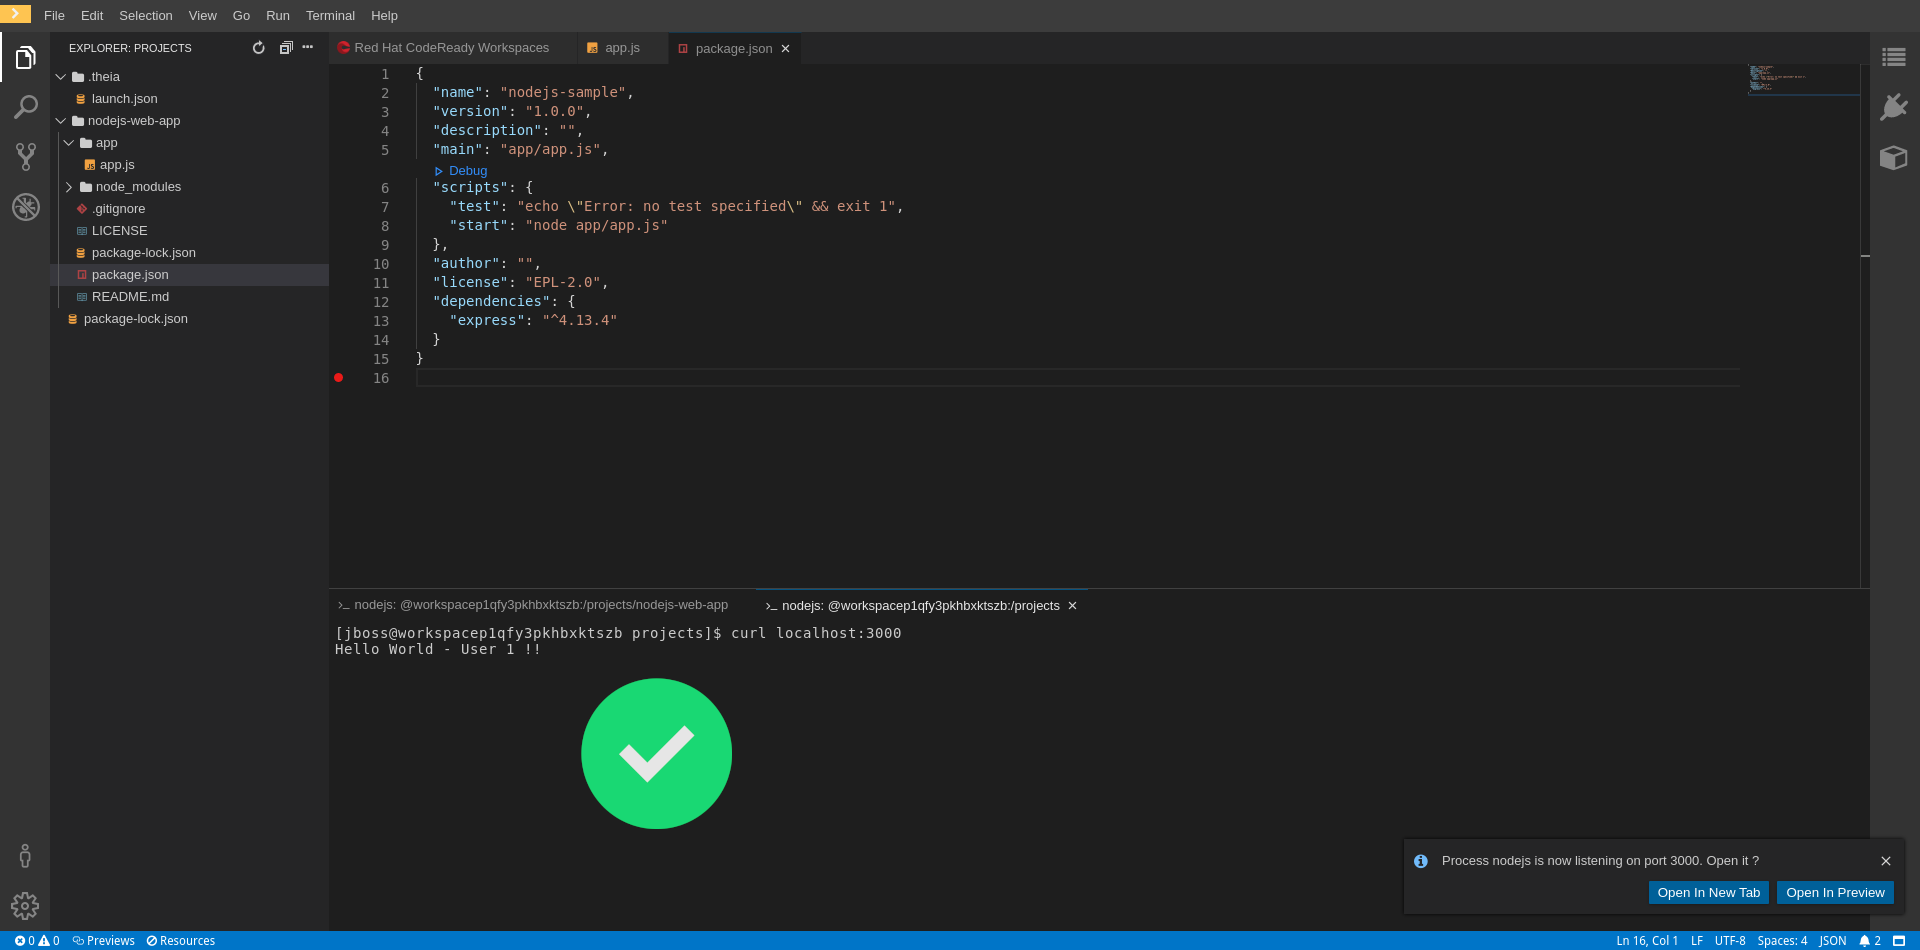 File Edit Selection View Go Run Terminal Help
EXPLORER: PROJECTS
.theia
launch.json
nodejs-web-app
app
app.js
node_modules
.gitignore
LICENSE
package-lock.json
package.json
README.md
package-lock.json
Red Hat CodeReady Workspaces app.js package.json
1 {
2 "name": "nodejs-sample",
3 "version": "1.0.0",
4 "description": "",
5 "main": "app/app.js",
Debug
6 "scripts": {
7 "test": "echo \"Error: no test specified\" && exit 1",
8 "start": "node app/app.js"
9 },
10 "author": "",
11 "license": "EPL-2.0",
12 "dependencies": {
13 "express": "^4.13.4"
14 }
15 }
16
nodejs: @workspacep1qfy3pkhbxktszb:/projects/nodejs-web-app nodejs: @workspacep1qfy3pkhbxktszb:/projects
[jboss@workspacep1qfy3pkhbxktszb projects]$ curl localhost:3000
Hello World - User 1 !!
Process nodejs is now listening on port 3000. Open it ?
Open In New Tab Open In Preview
0 0 Previews Resources Ln 16, Col 1 LF UTF-8 Spaces: 4 JSON 2